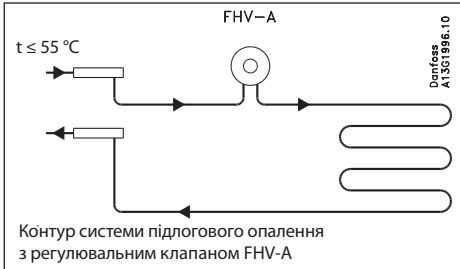 FHV–A
t ≤ 55 °C
Danfoss
A13G1996.10
Контур системи підлогового опалення
з регулювальним клапаном FHV-A